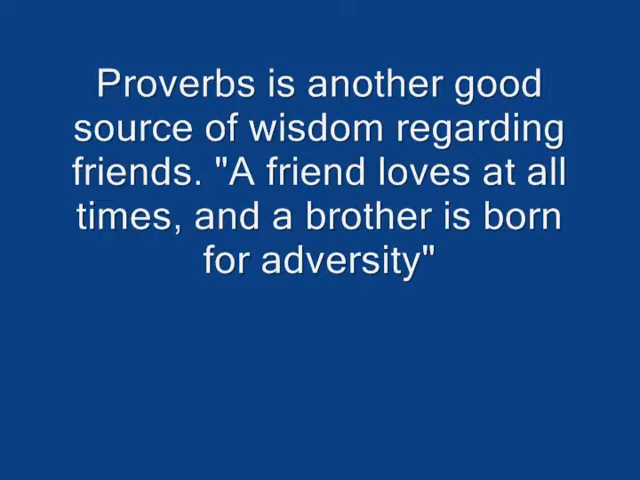 Proverbs is another good
source of wisdom regarding
friends. "A friend loves at all
times, and a brother is born
for adversity"